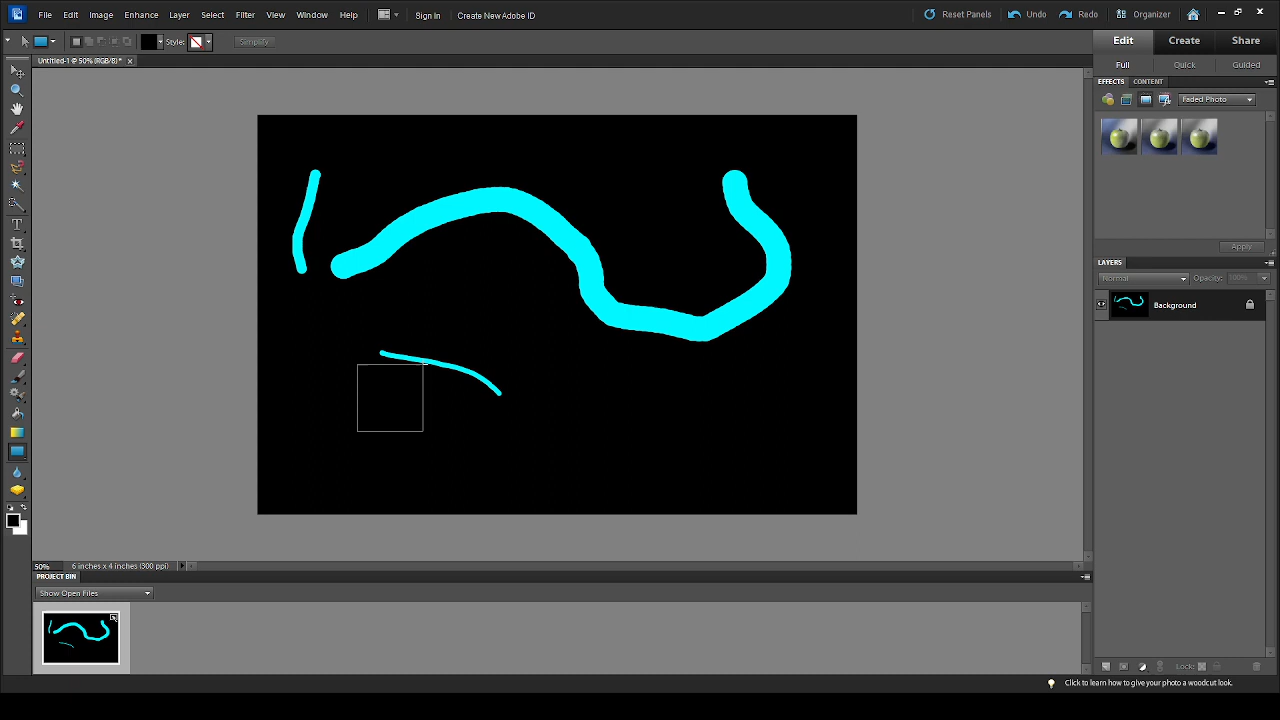 File Edit Image Enhance Layer Select Filter View Window Help Sign In Create New Adobe ID Reset Panels Undo Redo Organizer
Style: Simplify
Edit Create Share
Untitled-1 @ 50% (RGB/8)* x
Full Quick Guided
EFFECTS CONTENT
Faded Photo
Apply
LAYERS
Normal Opacity: 100%
Background
50% 6 inches x 4 inches (300 ppi)
PROJECT BIN
Show Open Files
Lock:
Click to learn how to give your photo a woodcut look.